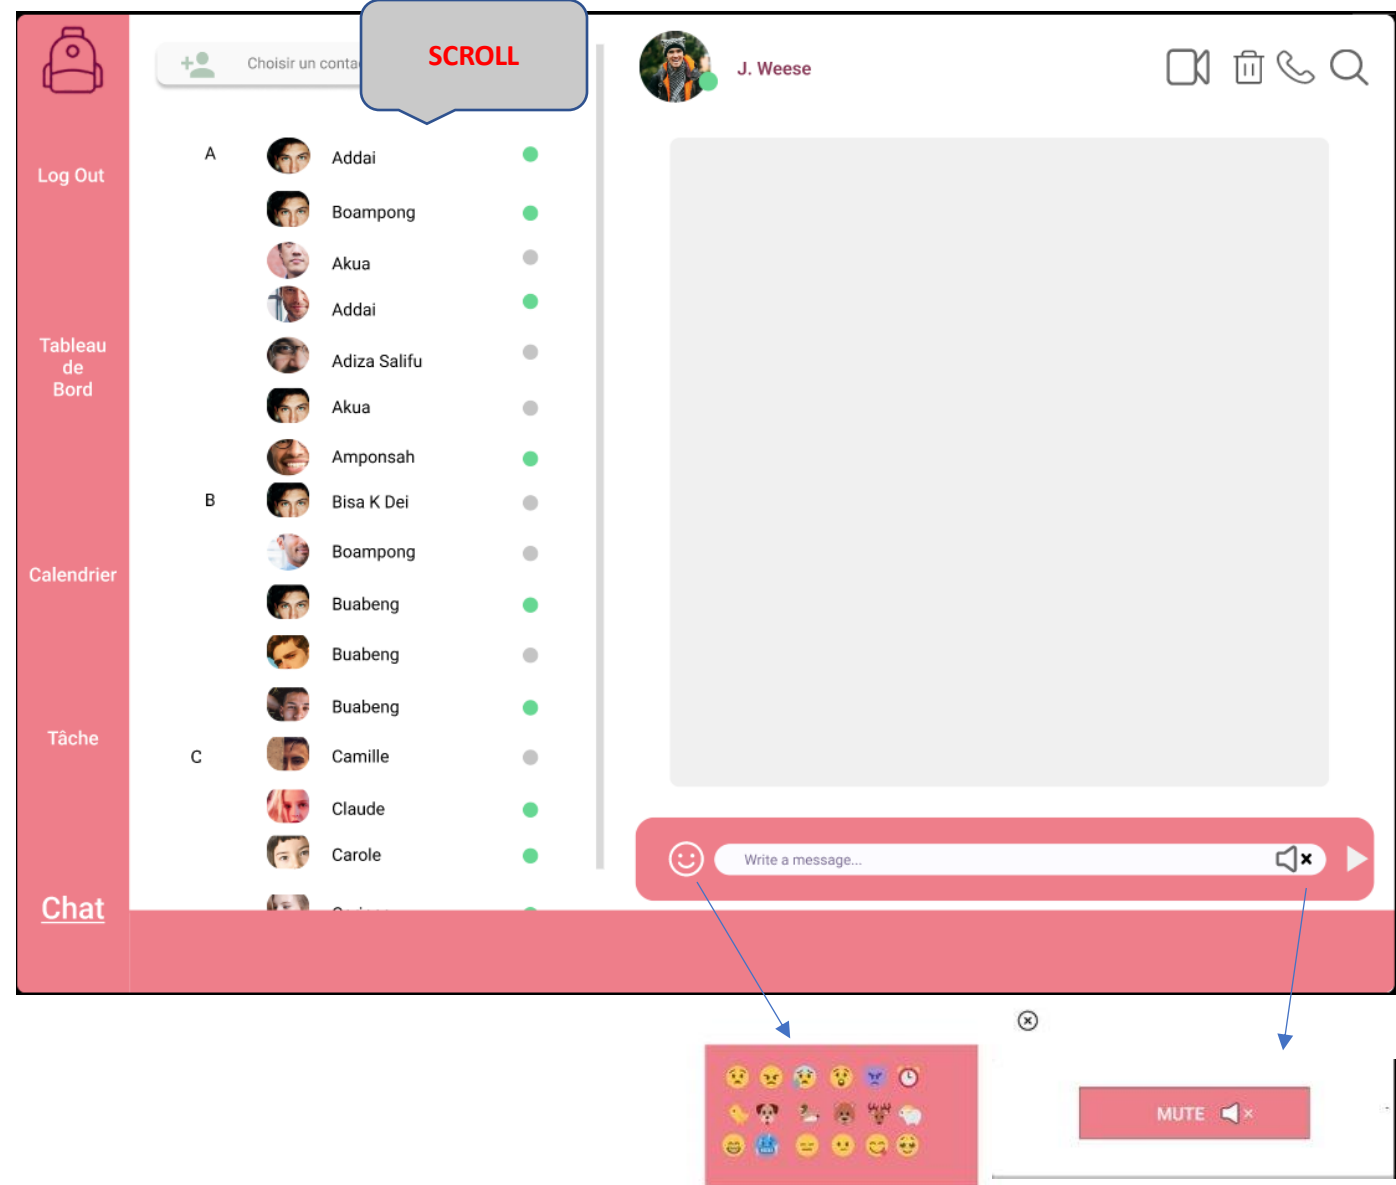 Log Out
Tableau
de
Bord
Calendrier
Tâche
Chat
Choisir un conta
SCROLL
A
Addai
Boampong
Akua
Addai
Adiza Salifu
Akua
Amponsah
B
Bisa K Dei
Boampong
Buabeng
Buabeng
Buabeng
C
Camille
Claude
Carole
J. Weese
Write a message...
MUTE